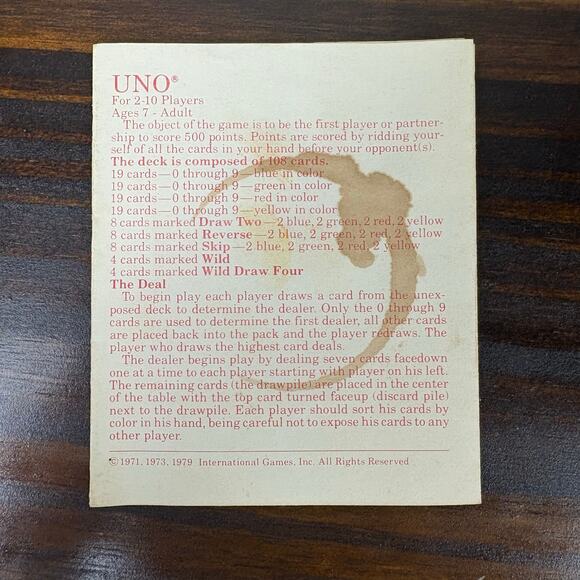 UNO®
For 2-10 Players
Ages 7 - Adult
The object of the game is to be the first player or partner-
ship to score 500 points. Points are scored by ridding your-
self of all the cards in your hand before your opponent(s).
The deck is composed of 108 cards.
19 cards—0 through 9—blue in color
19 cards—0 through 9—green in color
19 cards—0 through 9—red in color
19 cards—0 through 9—yellow in color
8 cards marked Draw Two—2 blue, 2 green, 2 red, 2 yellow
8 cards marked Reverse—2 blue, 2 green, 2 red, 2 yellow
8 cards marked Skip—2 blue, 2 green, 2 red, 2 yellow
4 cards marked Wild
4 cards marked Wild Draw Four
The Deal
To begin play each player draws a card from the unex-
posed deck to determine the dealer. Only the 0 through 9
cards are used to determine the first dealer, all other cards
are placed back into the pack and the player redraws. The
player who draws the highest card deals.
The dealer begins play by dealing seven cards facedown
one at a time to each player starting with player on his left.
The remaining cards (the drawpile) are placed in the center
of the table with the top card turned faceup (discard pile)
next to the drawpile. Each player should sort his cards by
color in his hand, being careful not to expose his cards to any
other player.
©1971, 1973, 1979 International Games, Inc. All Rights Reserved